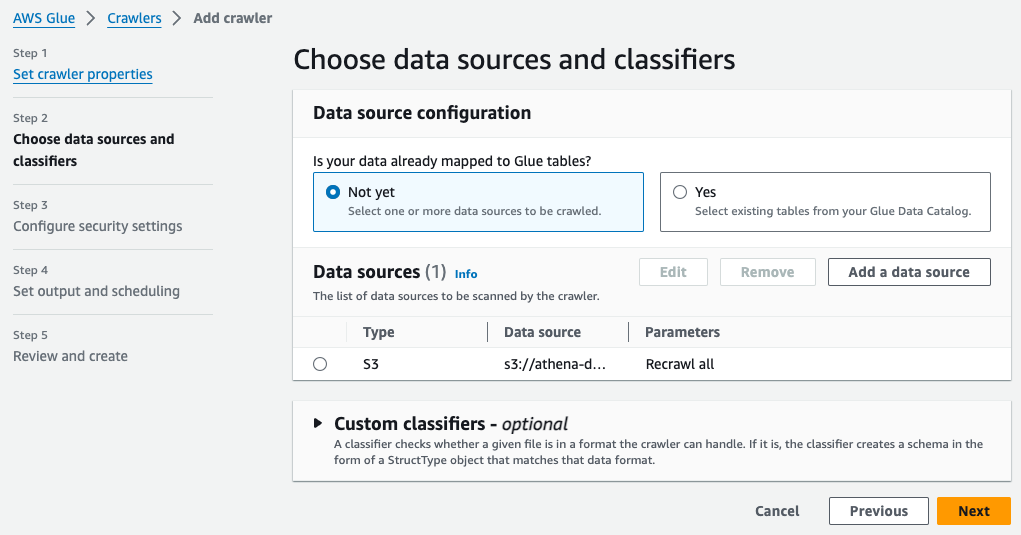 AWS Glue > Crawlers > Add crawler
Step 1
Set crawler properties
Step 2
Choose data sources and
classifiers
Step 3
Configure security settings
Step 4
Set output and scheduling
Step 5
Review and create
Choose data sources and classifiers
Data source configuration
Is your data already mapped to Glue tables?
Not yet
Select one or more data sources to be crawled.
Yes
Select existing tables from your Glue Data Catalog.
Data sources (1) Info
The list of data sources to be scanned by the crawler.
Edit
Remove
Add a data source
Type Data source Parameters
S3 s3://athena-d... Recrawl all
Custom classifiers - optional
A classifier checks whether a given file is in a format the crawler can handle. If it is, the classifier creates a schema in the
form of a StructType object that matches that data format.
Cancel
Previous
Next